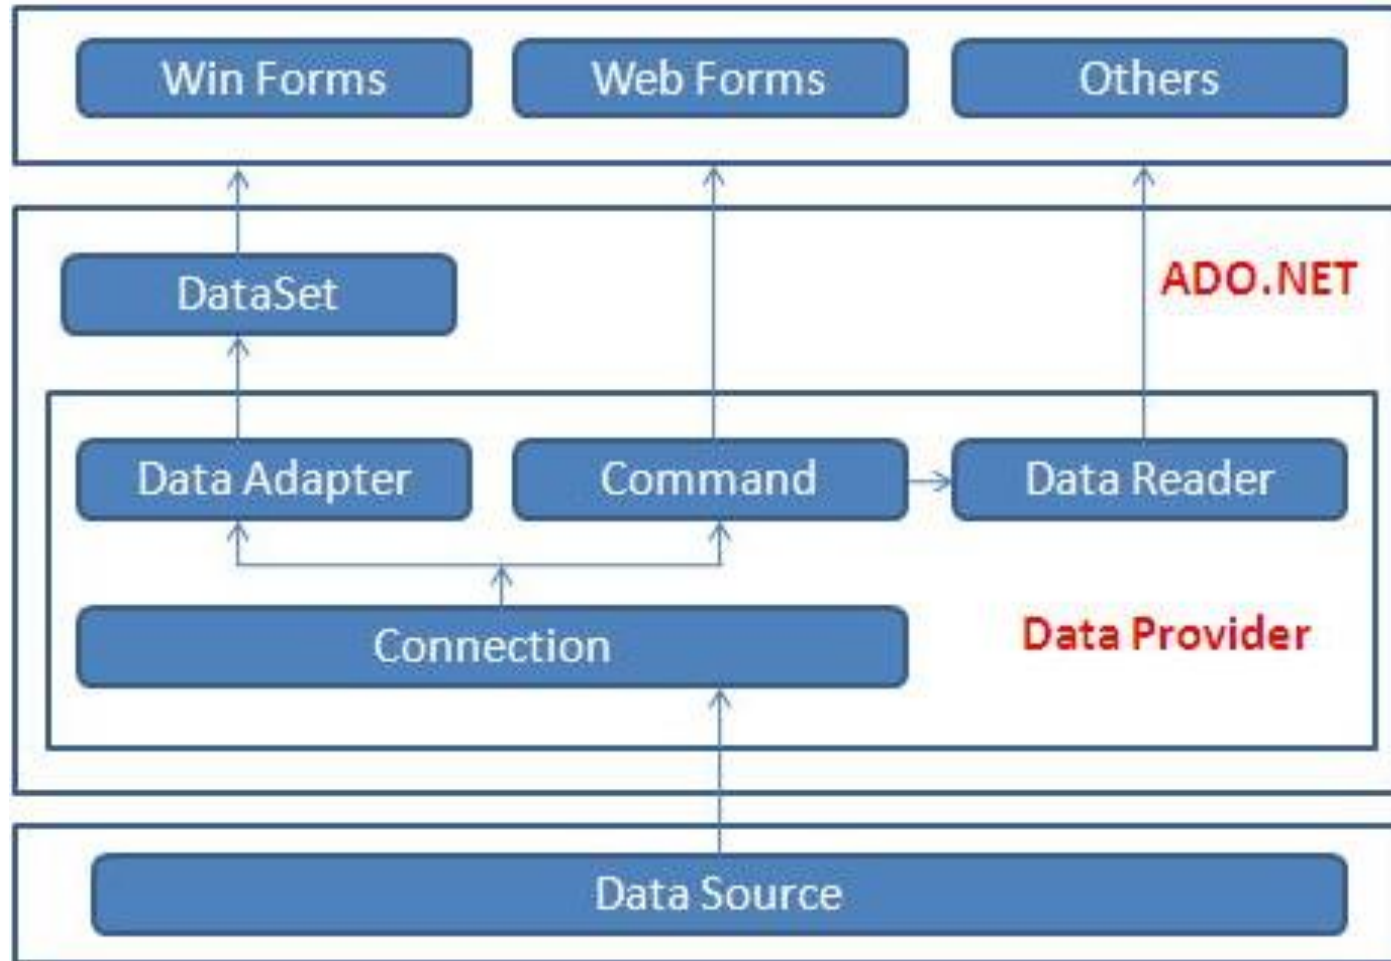 Win Forms
Web Forms
Others
DataSet
ADO.NET
Data Adapter
Command
Data Reader
Connection
Data Provider
Data Source